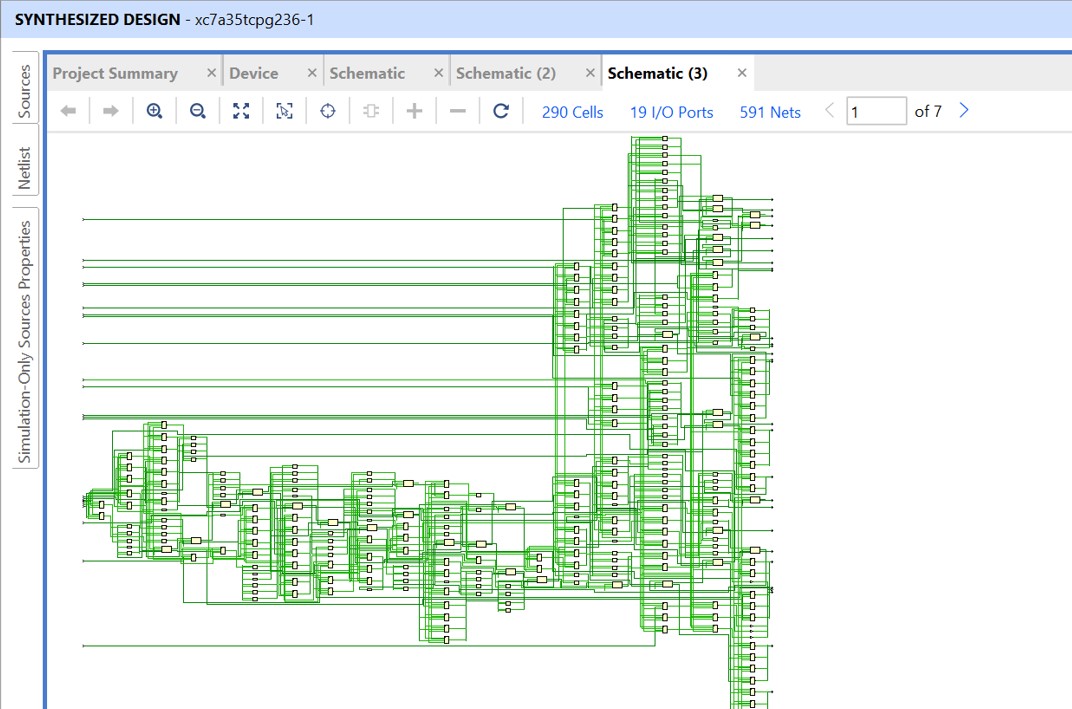 SYNTHESIZED DESIGN - xc7a35tcpg236-1
Sources
Netlist
Simulation-Only Sources Properties
Project Summary × Device × Schematic × Schematic (2) × Schematic (3) ×
290 Cells 19 I/O Ports 591 Nets 1 of 7